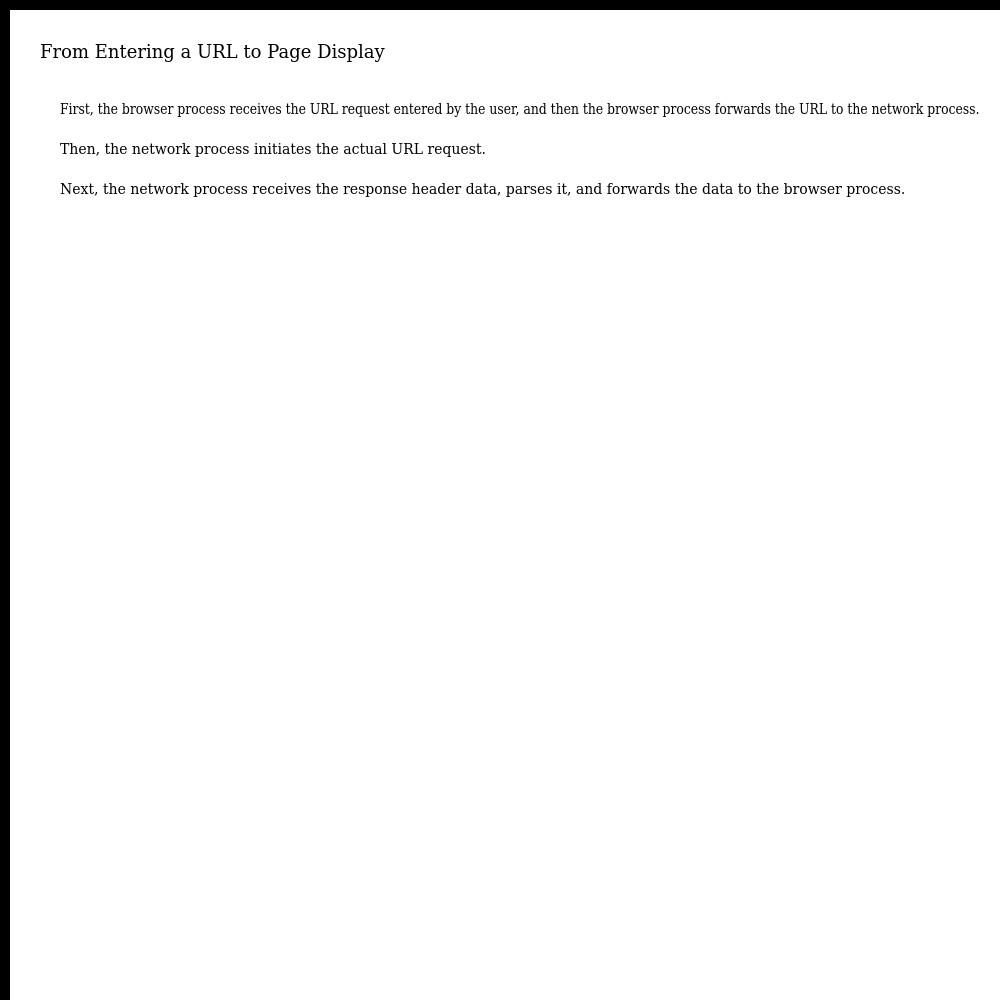 From Entering a URL to Page Display
First, the browser process receives the URL request entered by the user, and then the browser process forwards the URL to the network process.
Then, the network process initiates the actual URL request.
Next, the network process receives the response header data, parses it, and forwards the data to the browser process.